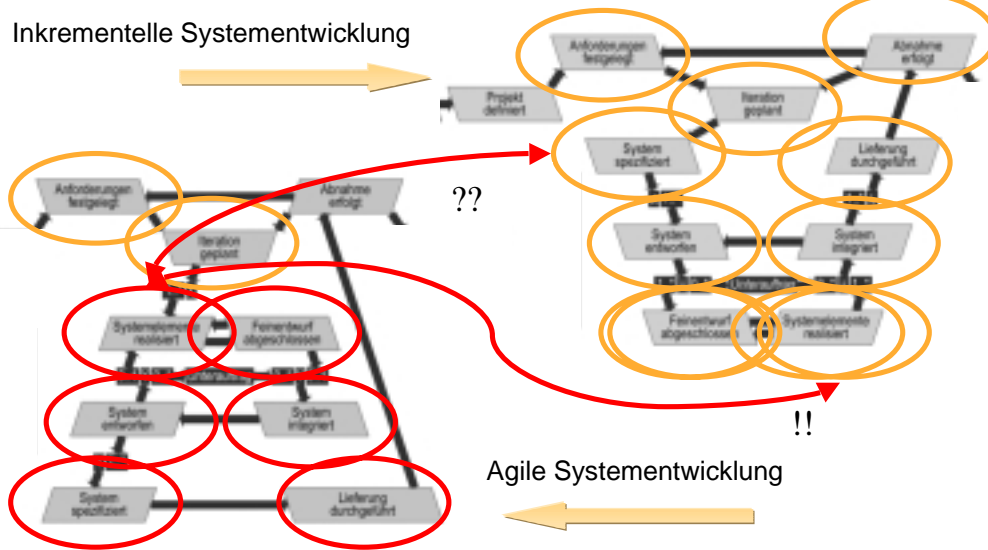 Inkrementelle Systementwicklung
Anforderungen
festgelegt
Abnahme
erfolgt
Projekt
definiert
Iteration
geplant
System
spezifiziert
Lieferung
durchgeführt
??
System
entworfen
System
integriert
Unterauftrag
Feinentwurf
abgeschlossen
Systemelemente
realisiert
!!
Anforderungen
festgelegt
Abnahme
erfolgt
Iteration
geplant
Systemelemente
realisiert
Feinentwurf
abgeschlossen
System
entworfen
System
integriert
System
spezifiziert
Lieferung
durchgeführt
Agile Systementwicklung